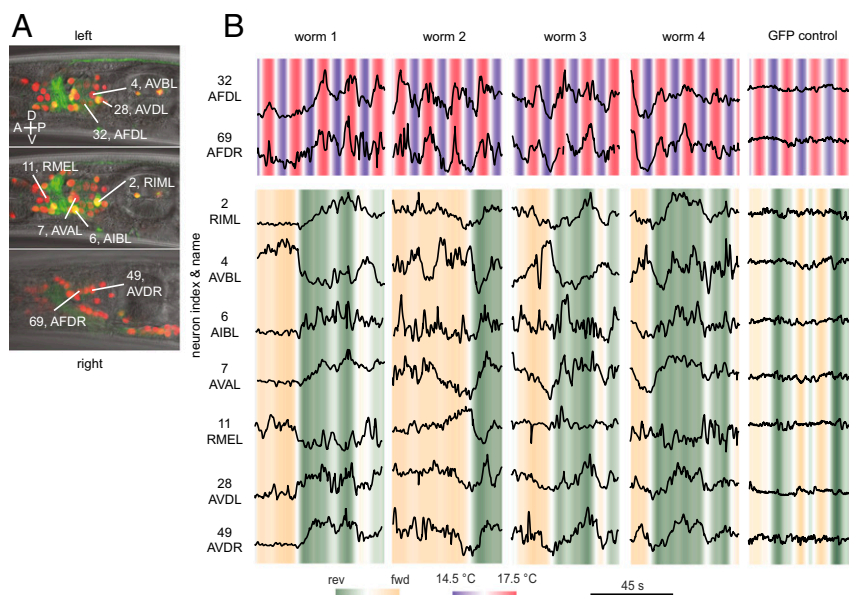 A
left
4, AVBL
28, AVDL
32, AFDL
D
A P
V
11, RMEL
2, RIML
7, AVAL
6, AIBL
49, AVDR
69, AFDR
right
B
worm 1 worm 2 worm 3 worm 4 GFP control
neuron index & name
32
AFDL
69
AFDR
2
RIML
4
AVBL
6
AIBL
7
AVAL
11
RMEL
28
AVDL
49
AVDR
rev fwd 14.5 °C 17.5 °C 45 s